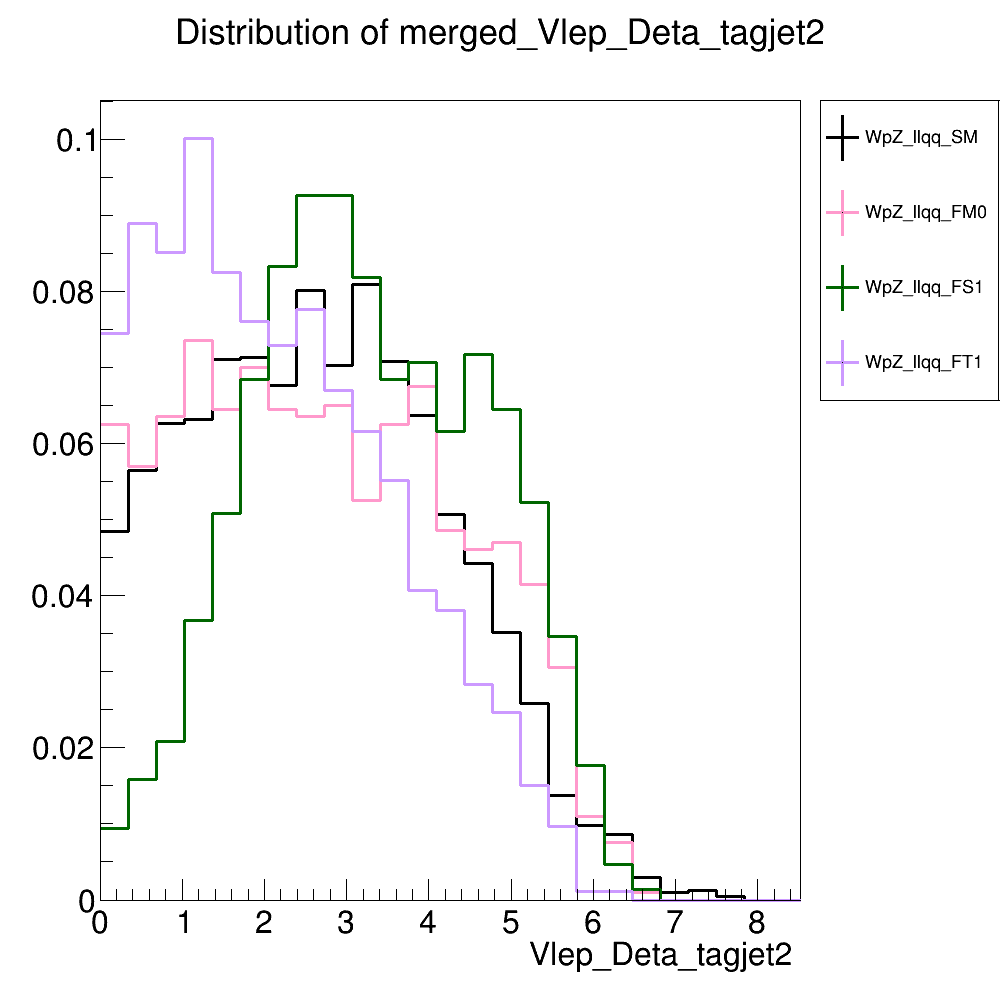 Distribution of merged_Vlep_Deta_tagjet2
0.1
0.08
0.06
0.04
0.02
0
0 1 2 3 4 5 6 7 8
Vlep_Deta_tagjet2
WpZ_llqq_SM
WpZ_llqq_FM0
WpZ_llqq_FS1
WpZ_llqq_FT1